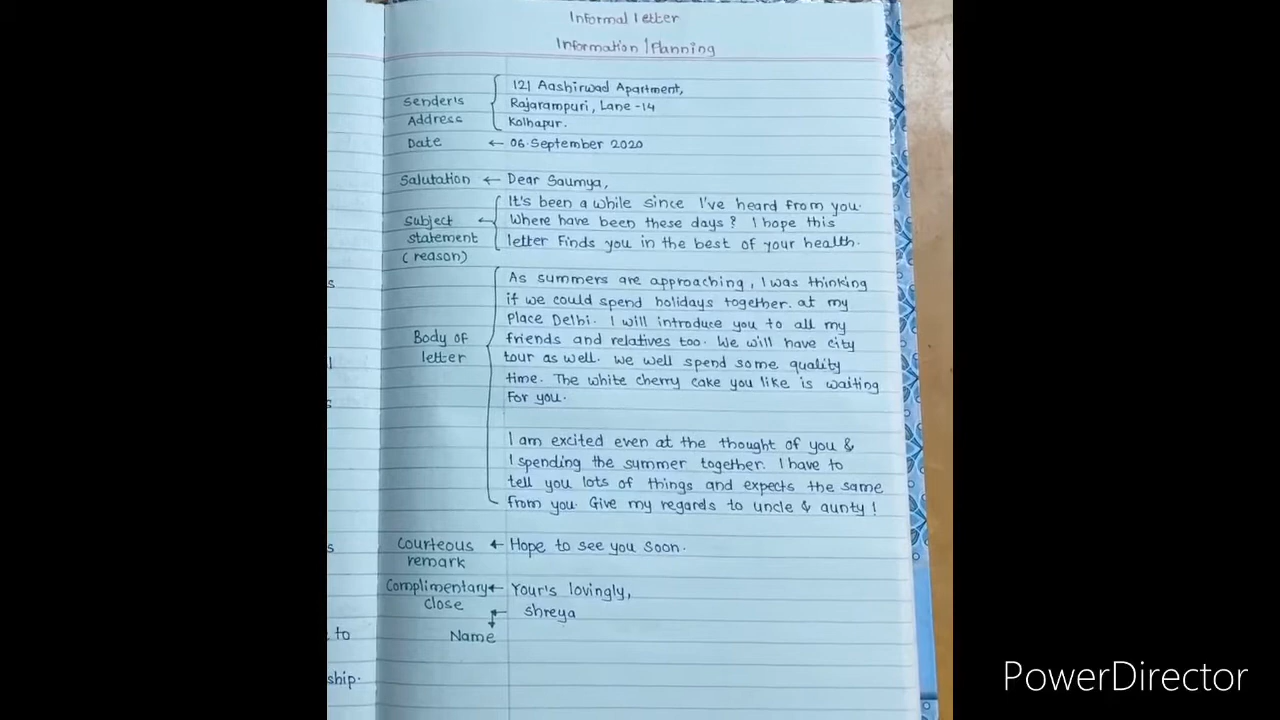 Informal letter
Information / Planning
Sender's Address
121 Aashirwad Apartment,
Rajarampuri, Lane -14
Kolhapur.
Date ← 06.September 2020
Salutation ← Dear Saumya,
Subject statement (reason) ←
It's been a while since I've heard from you.
Where have been these days? I hope this
letter Finds you in the best of your health.
Body of letter
As summers are approaching, I was thinking
if we could spend holidays together. at my
Place Delhi. I will introduce you to all my
friends and relatives too. We will have city
tour as well. We well spend some quality
time. The white cherry cake you like is waiting
For you.
I am excited even at the thought of you &
I spending the summer together. I have to
tell you lots of things and expects the same
from you. Give my regards to uncle & aunty !
Courteous remark ← Hope to see you soon.
Complimentary close ← Your's lovingly,
shreya
Name
s
l
s
s
to
ship.
PowerDirector